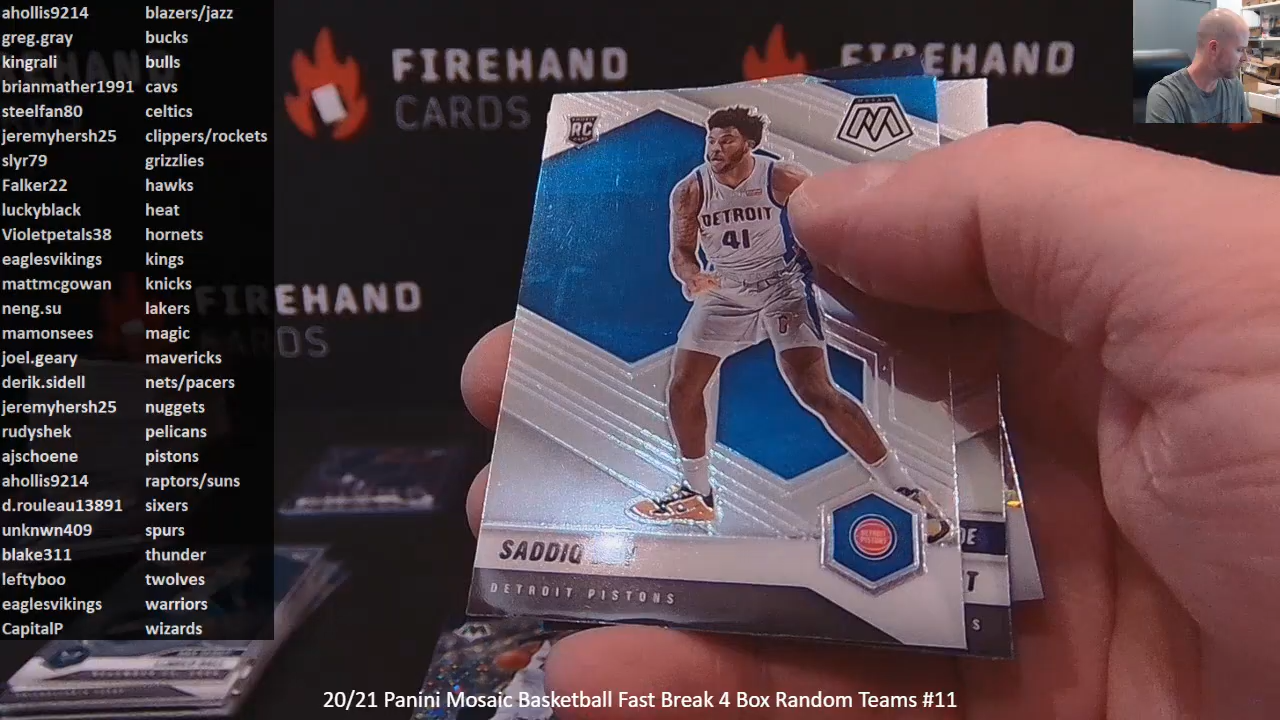 ahollis9214 blazers/jazz
greg.gray bucks
kingrali bulls
brianmather1991 cavs
steelfan80 celtics
jeremyhersh25 clippers/rockets
slyr79 grizzlies
Falker22 hawks
luckyblack heat
Violetpetals38 hornets
eaglesvikings kings
mattmcgowan knicks
neng.su lakers
mamonsees magic
joel.geary mavericks
derik.sidell nets/pacers
jeremyhersh25 nuggets
rudyshek pelicans
ajschoene pistons
ahollis9214 raptors/suns
d.rouleau13891 sixers
unknwn409 spurs
blake311 thunder
leftyboo twolves
eaglesvikings warriors
CapitalP wizards
FIREHAND
CARDS
FIREHAND
FIREHAND
RC
MOSAIC
DETROIT
41
DETROIT PISTONS
SADDIQ
DETROIT PISTONS
20/21 Panini Mosaic Basketball Fast Break 4 Box Random Teams #11